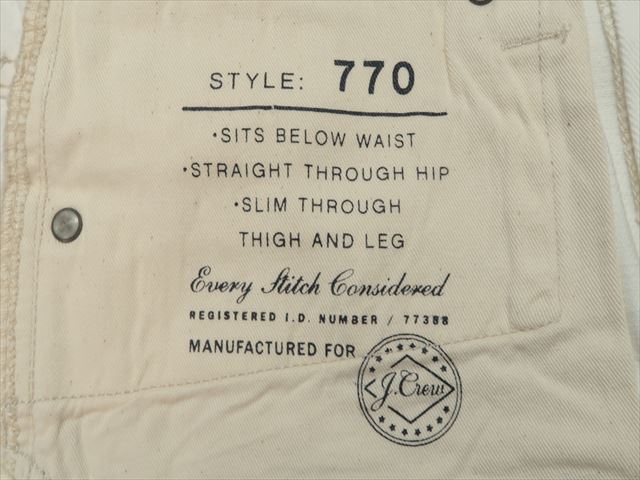 STYLE: 770
•SITS BELOW WAIST
•STRAIGHT THROUGH HIP
•SLIM THROUGH
THIGH AND LEG
Every Stitch Considered
REGISTERED I.D. NUMBER / 77388
MANUFACTURED FOR
J.Crew